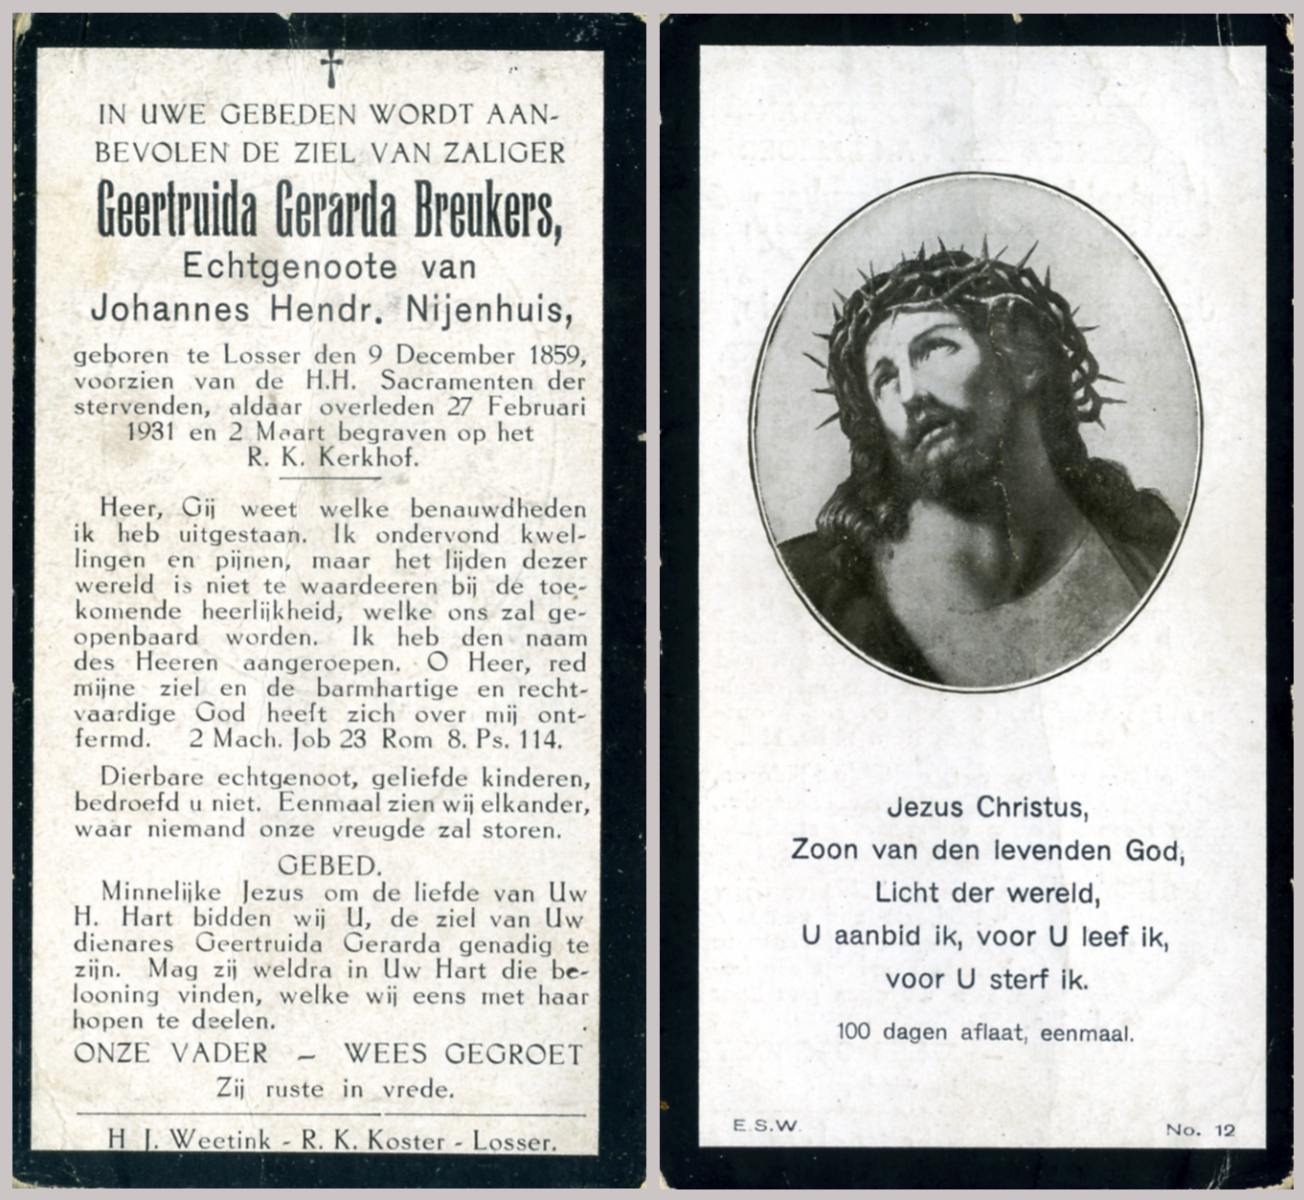 IN UWE GEBEDEN WORDT AAN-
BEVOLEN DE ZIEL VAN ZALIGER
Geertruida Gerarda Breukers,
Echtgenoote van
Johannes Hendr. Nijenhuis,
geboren te Losser den 9 December 1859,
voorzien van de H.H. Sacramenten der
stervenden, aldaar overleden 27 Februari
1931 en 2 Maart begraven op het
R. K. Kerkhof.
Heer, Gij weet welke benauwdheden
ik heb uitgestaan. Ik ondervond kwel-
lingen en pijnen, maar het lijden dezer
wereld is niet te waardeeren bij de toe-
komende heerlijkheid, welke ons zal ge-
openbaard worden. Ik heb den naam
des Heeren aangeroepen. O Heer, red
mijne ziel en de barmhartige en recht-
vaardige God heeft zich over mij ont-
fermd. 2 Mach. Job 23 Rom 8. Ps. 114.
Dierbare echtgenoot, geliefde kinderen,
bedroefd u niet. Eenmaal zien wij elkander,
waar niemand onze vreugde zal storen.
GEBED.
Minnelijke Jezus om de liefde van Uw
H. Hart bidden wij U, de ziel van Uw
dienares Geertruida Gerarda genadig te
zijn. Mag zij weldra in Uw Hart die be-
looning vinden, welke wij eens met haar
hopen te deelen.
ONZE VADER – WEES GEGROET
Zij ruste in vrede.
H J. Weetink - R. K. Koster - Losser.
Jezus Christus,
Zoon van den levenden God,
Licht der wereld,
U aanbid ik, voor U leef ik,
voor U sterf ik.
100 dagen aflaat, eenmaal.
E.S.W.
No. 12